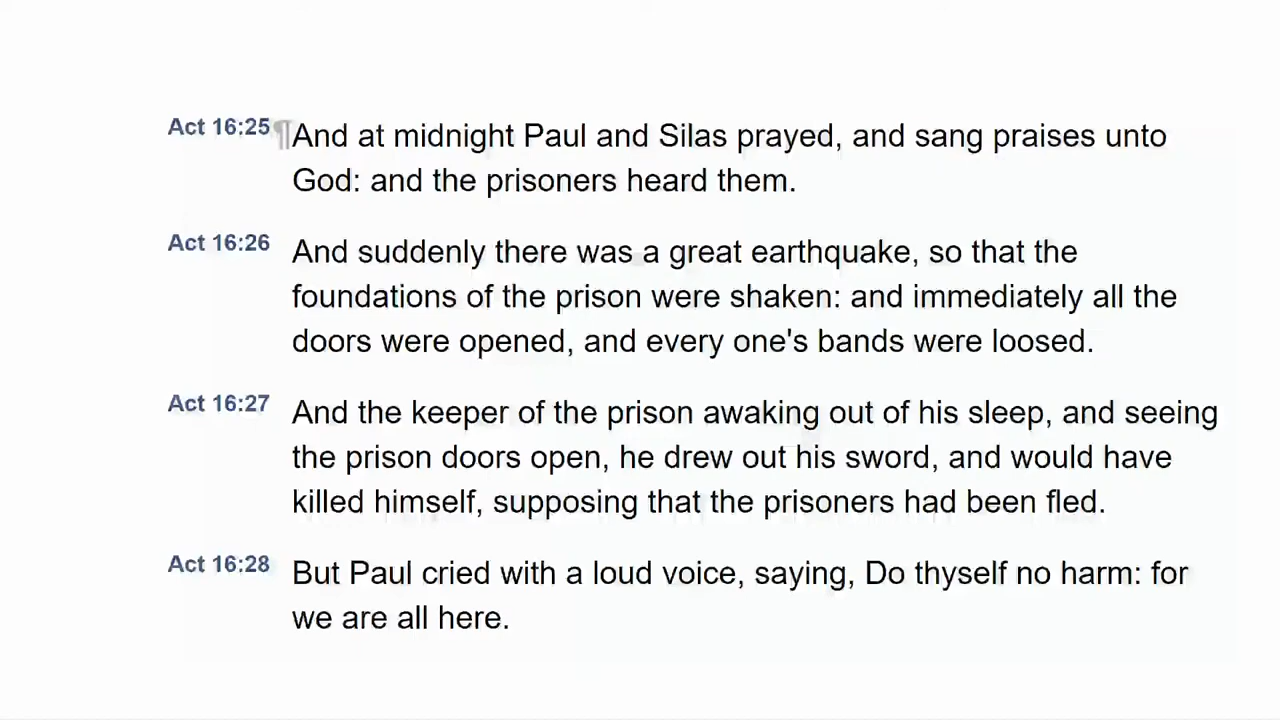 Act 16:25 ¶And at midnight Paul and Silas prayed, and sang praises unto
God: and the prisoners heard them.
Act 16:26 And suddenly there was a great earthquake, so that the
foundations of the prison were shaken: and immediately all the
doors were opened, and every one's bands were loosed.
Act 16:27 And the keeper of the prison awaking out of his sleep, and seeing
the prison doors open, he drew out his sword, and would have
killed himself, supposing that the prisoners had been fled.
Act 16:28 But Paul cried with a loud voice, saying, Do thyself no harm: for
we are all here.